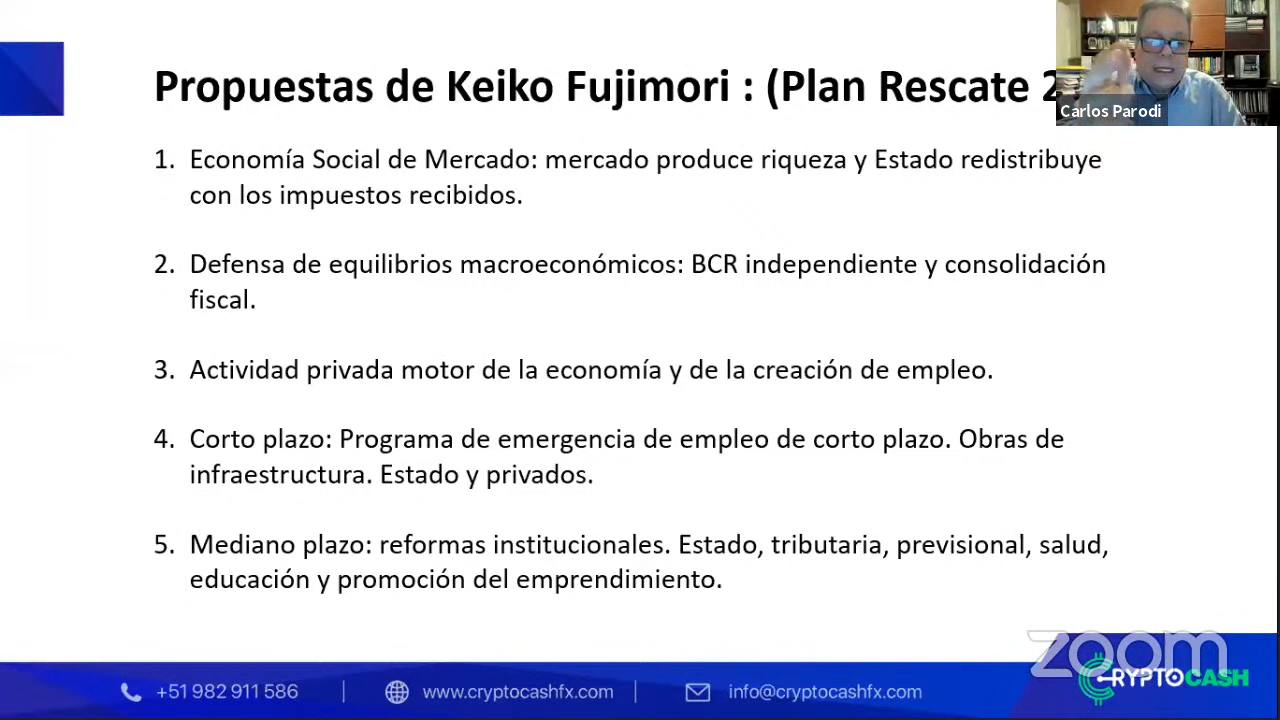 Propuestas de Keiko Fujimori : (Plan Rescate 2
Carlos Parodi
1. Economía Social de Mercado: mercado produce riqueza y Estado redistribuye
con los impuestos recibidos.
2. Defensa de equilibrios macroeconómicos: BCR independiente y consolidación
fiscal.
3. Actividad privada motor de la economía y de la creación de empleo.
4. Corto plazo: Programa de emergencia de empleo de corto plazo. Obras de
infraestructura. Estado y privados.
5. Mediano plazo: reformas institucionales. Estado, tributaria, previsional, salud,
educación y promoción del emprendimiento.
zoom
+51 982 911 586
www.cryptocashfx.com
info@cryptocashfx.com
CRYPTOCASH